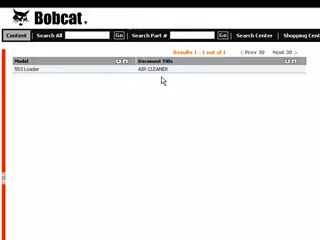 Bobcat®
Content | Search All Go | Search Part # Go | Search Center | Shopping Cent
Results 1 - 1 out of 1 < Prev 30 Next 30 >
Model Document Title
553 Loader AIR CLEANER